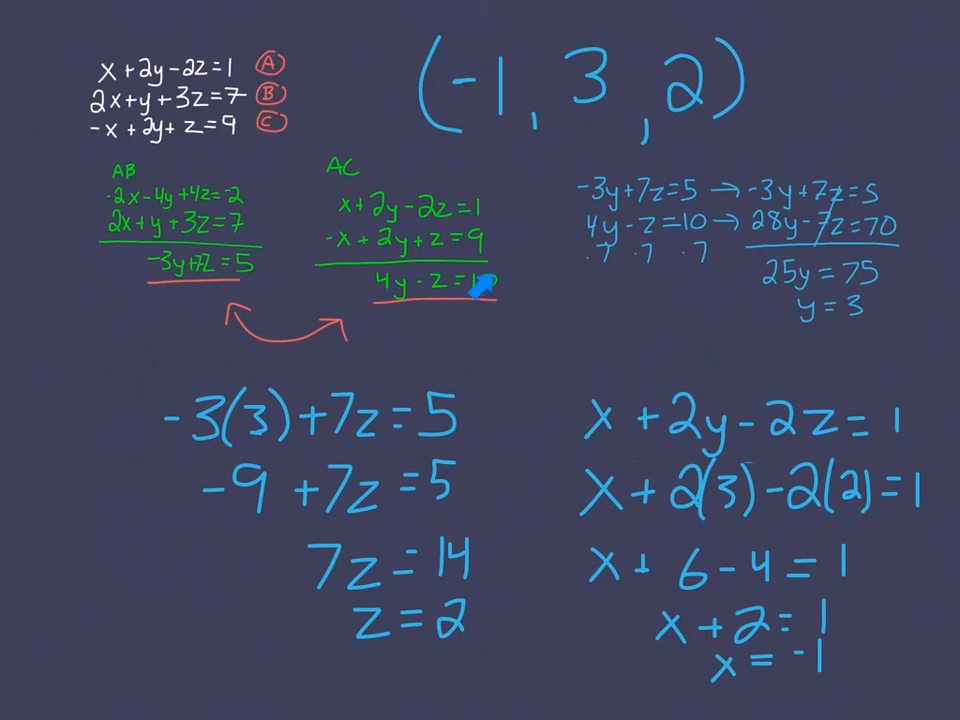 x + 2y - 2z = 1 (A)
2x + y + 3z = 7 (B)
-x + 2y + z = 9 (C)
(-1, 3, 2)
AB
-2x - 4y + 4z = -2
2x + y + 3z = 7
-3y + 7z = 5
AC
x + 2y - 2z = 1
-x + 2y + z = 9
4y - z = 10
-3y + 7z = 5 → -3y + 7z = 5
4y - z = 10 → 28y - 7z = 70
·7 ·7 ·7
25y = 75
y = 3
-3(3) + 7z = 5
-9 + 7z = 5
7z = 14
z = 2
x + 2y - 2z = 1
x + 2(3) - 2(2) = 1
x + 6 - 4 = 1
x + 2 = 1
x = -1